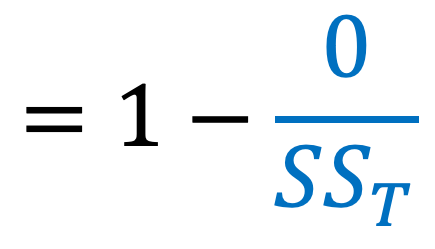 = 1 − 0/SS_T